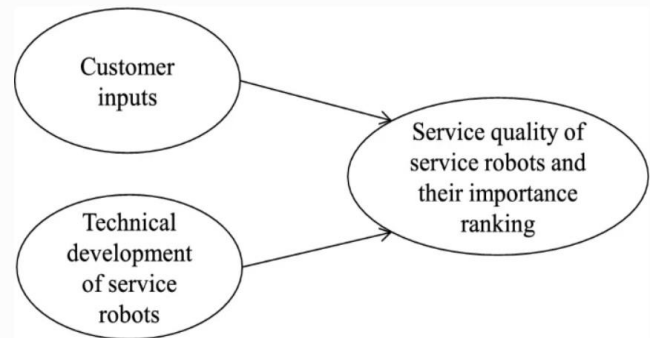 Customer
inputs
Technical
development
of service
robots
Service quality of
service robots and
their importance
ranking